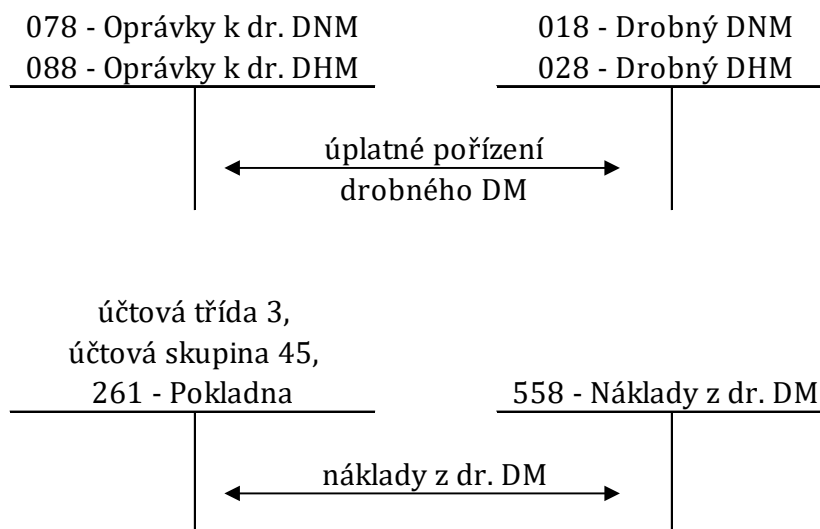 078 - Oprávky k dr. DNM
088 - Oprávky k dr. DHM
018 - Drobný DNM
028 - Drobný DHM
úplatné pořízení
drobného DM
účtová třída 3,
účtová skupina 45,
261 - Pokladna
558 - Náklady z dr. DM
náklady z dr. DM